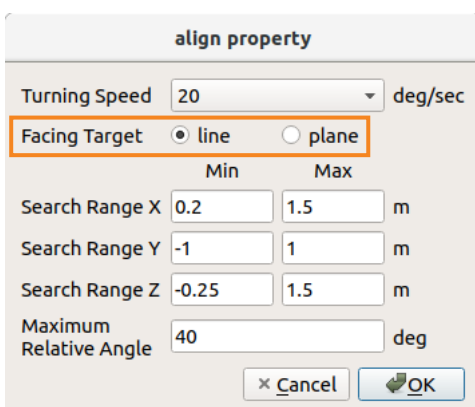 align property
Turning Speed 20 deg/sec
Facing Target line plane
Min Max
Search Range X 0.2 1.5 m
Search Range Y -1 1 m
Search Range Z -0.25 1.5 m
Maximum
Relative Angle 40 deg
× Cancel OK